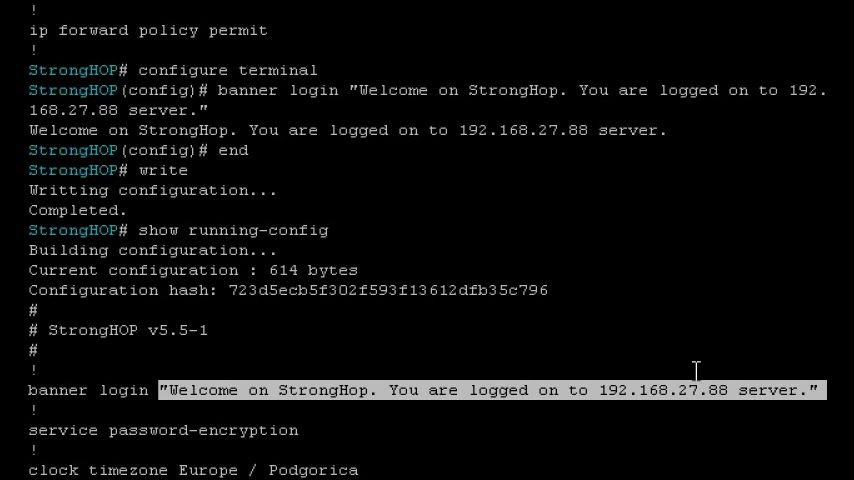 !
ip forward policy permit
!
StrongHOP# configure terminal
StrongHOP(config)# banner login "Welcome on StrongHop. You are logged on to 192.
168.27.88 server."
Welcome on StrongHop. You are logged on to 192.168.27.88 server.
StrongHOP(config)# end
StrongHOP# write
Writting configuration...
Completed.
StrongHOP# show running-config
Building configuration...
Current configuration : 614 bytes
Configuration hash: 723d5ecb5f302f593f13612dfb35c796
#
# StrongHOP v5.5-1
#
!
banner login "Welcome on StrongHop. You are logged on to 192.168.27.88 server."
!
service password-encryption
!
clock timezone Europe / Podgorica